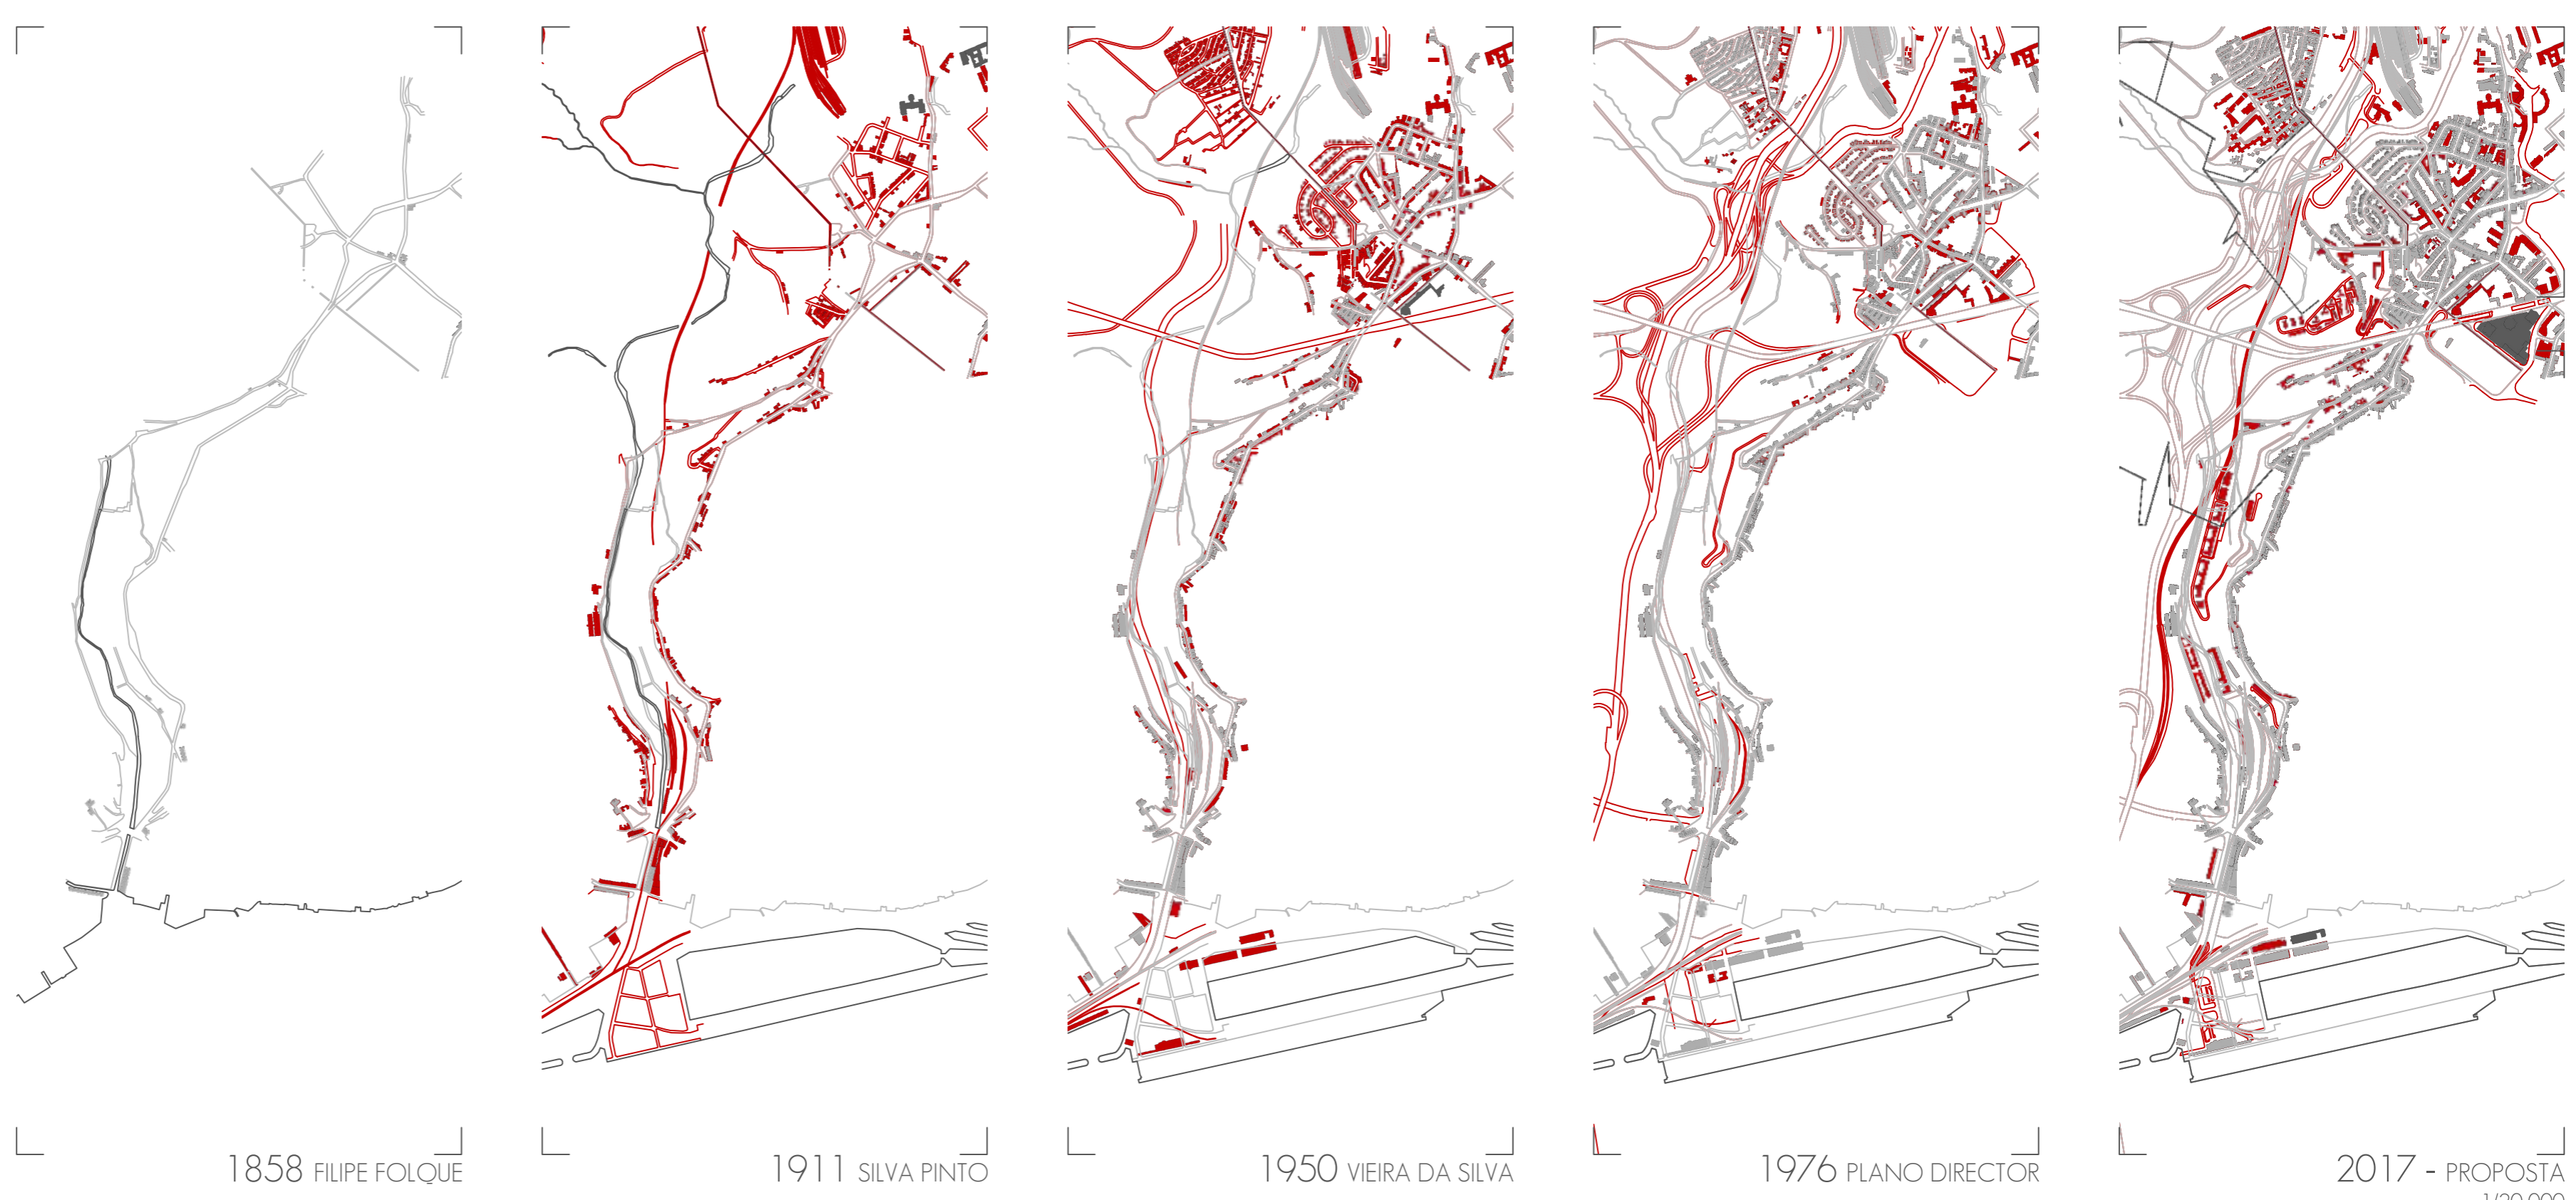 1858 FILIPE FOLQUE
1911 SILVA PINTO
1950 VIEIRA DA SILVA
1976 PLANO DIRECTOR
2017 - PROPOSTA